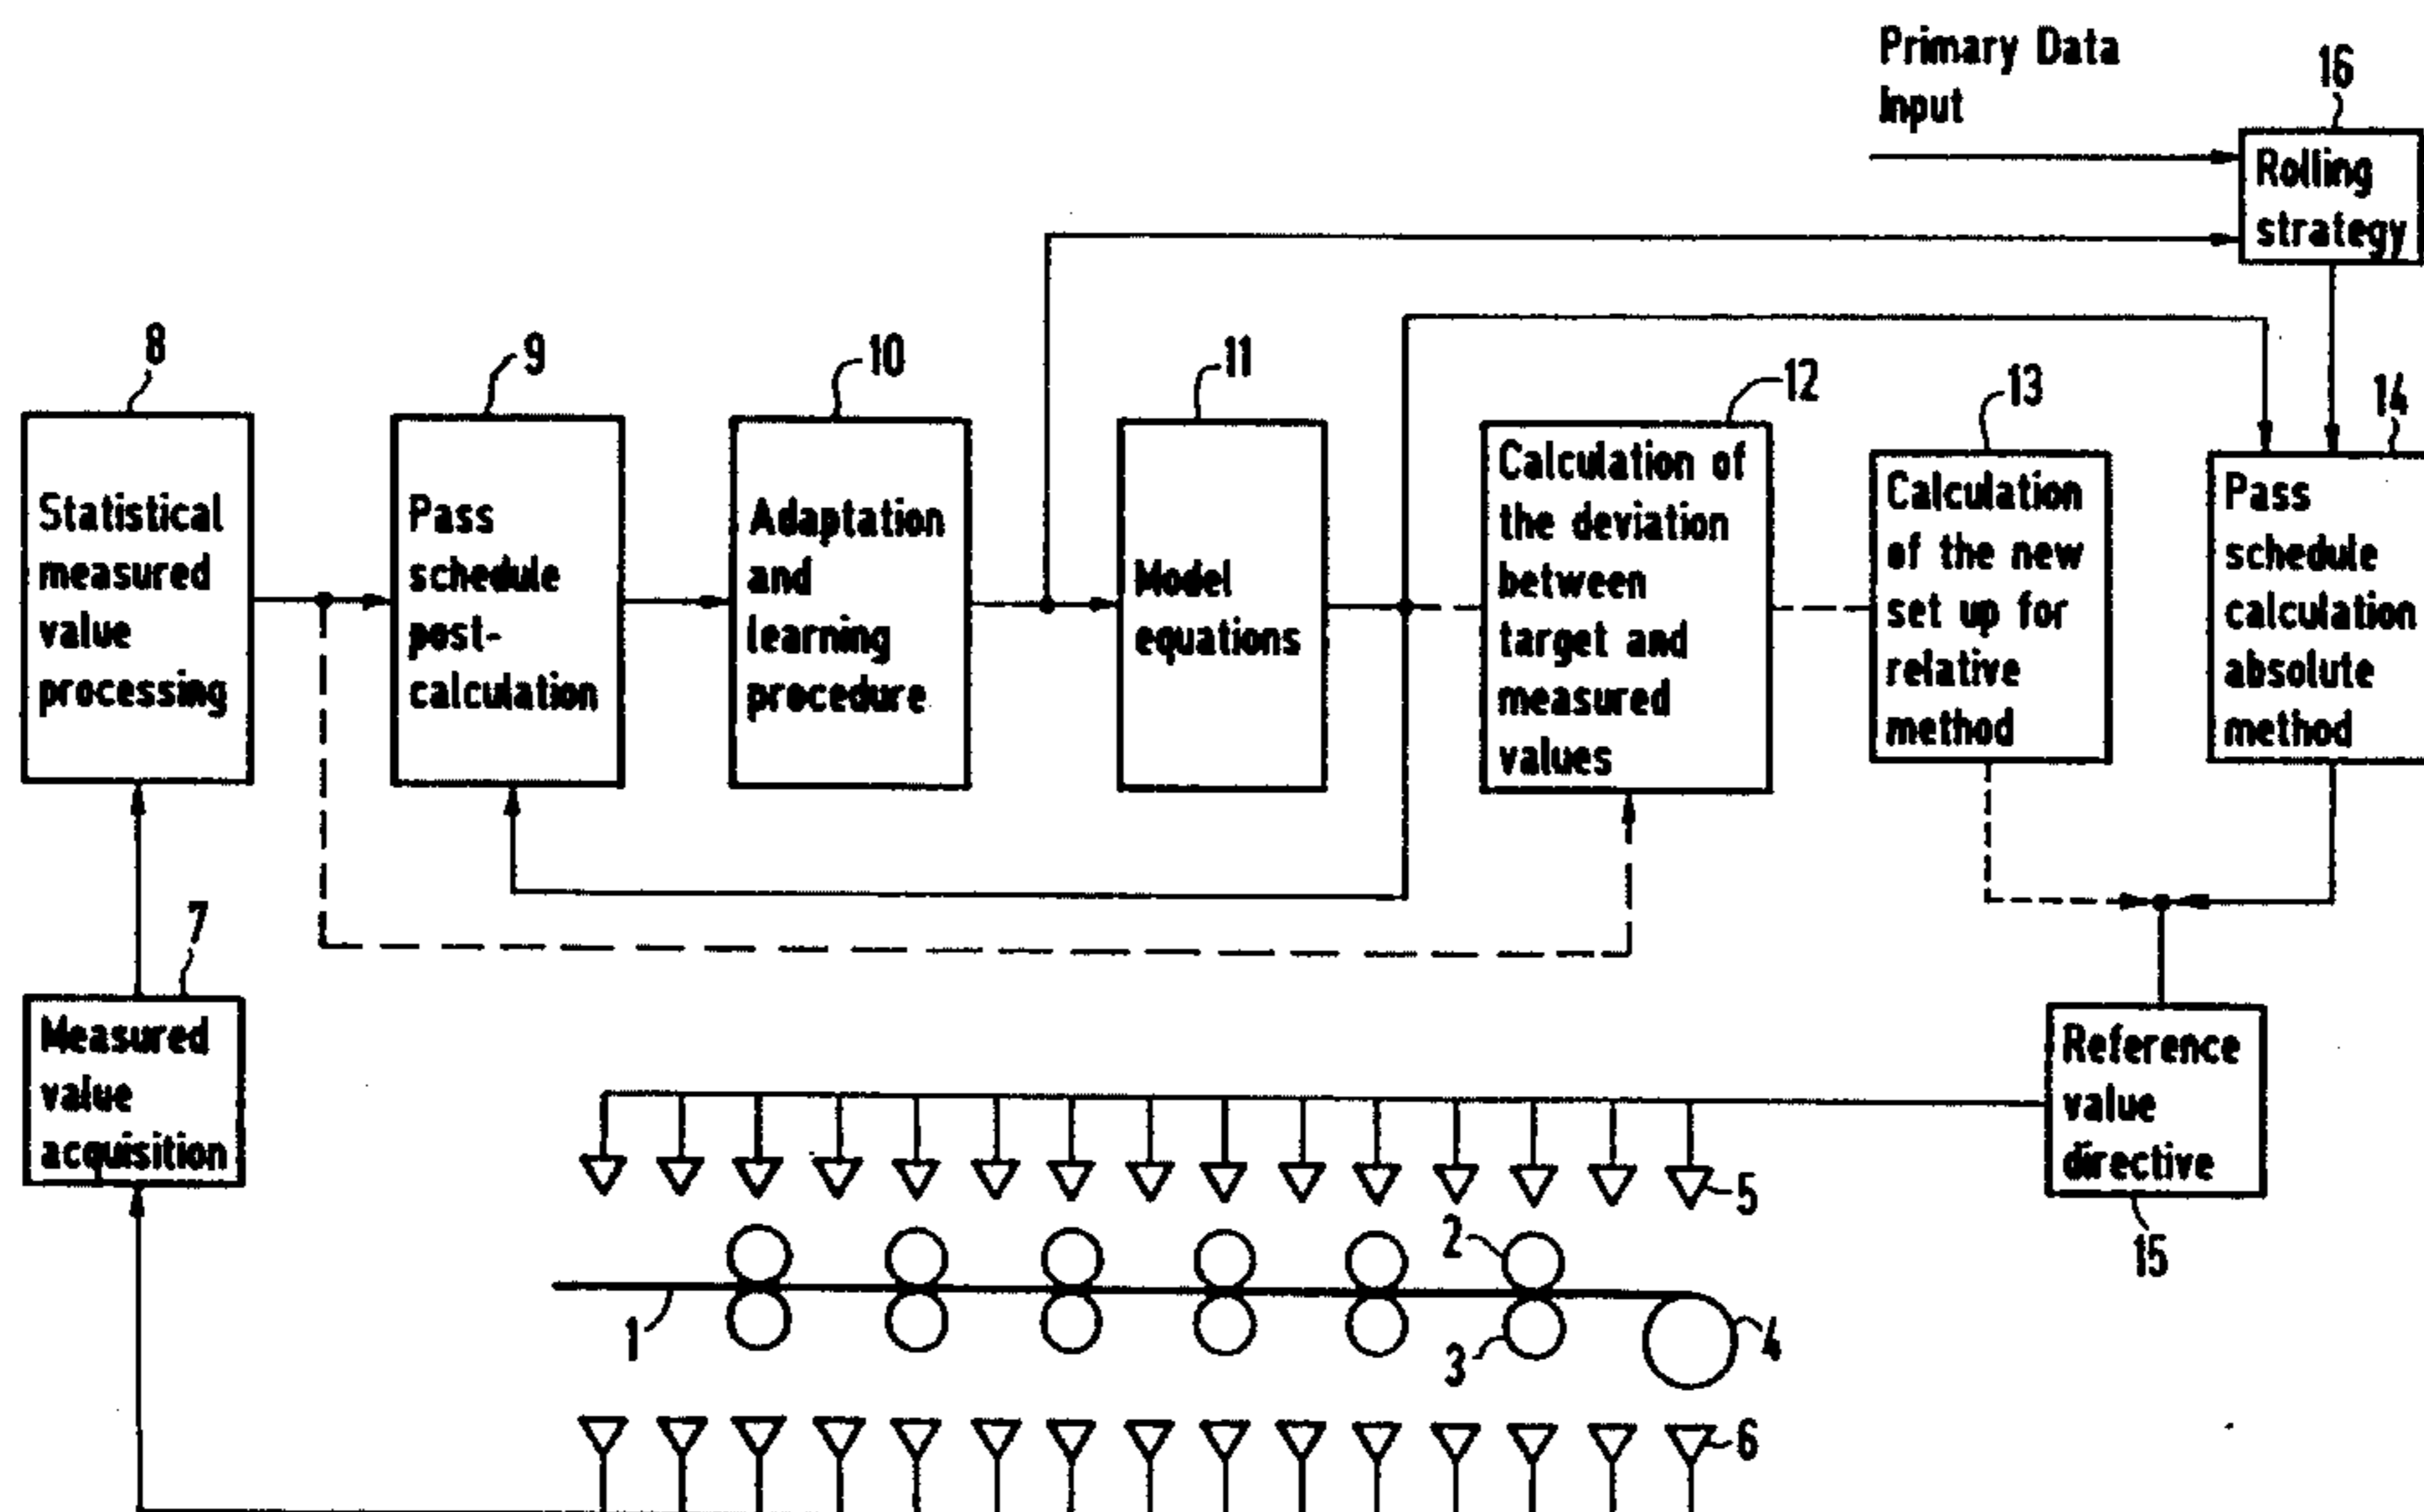 Primary Data
Input
16
Rolling
strategy
8
9
10
11
12
13
14
Statistical
measured
value
processing
Pass
schedule
post-
calculation
Adaptation
and
learning
procedure
Model
equations
Calculation of
the deviation
between
target and
measured
values
Calculation
of the new
set up for
relative
method
Pass
schedule
calculation
absolute
method
7
Measured
value
acquisition
Reference
value
directive
15
5
2
1
3
4
6